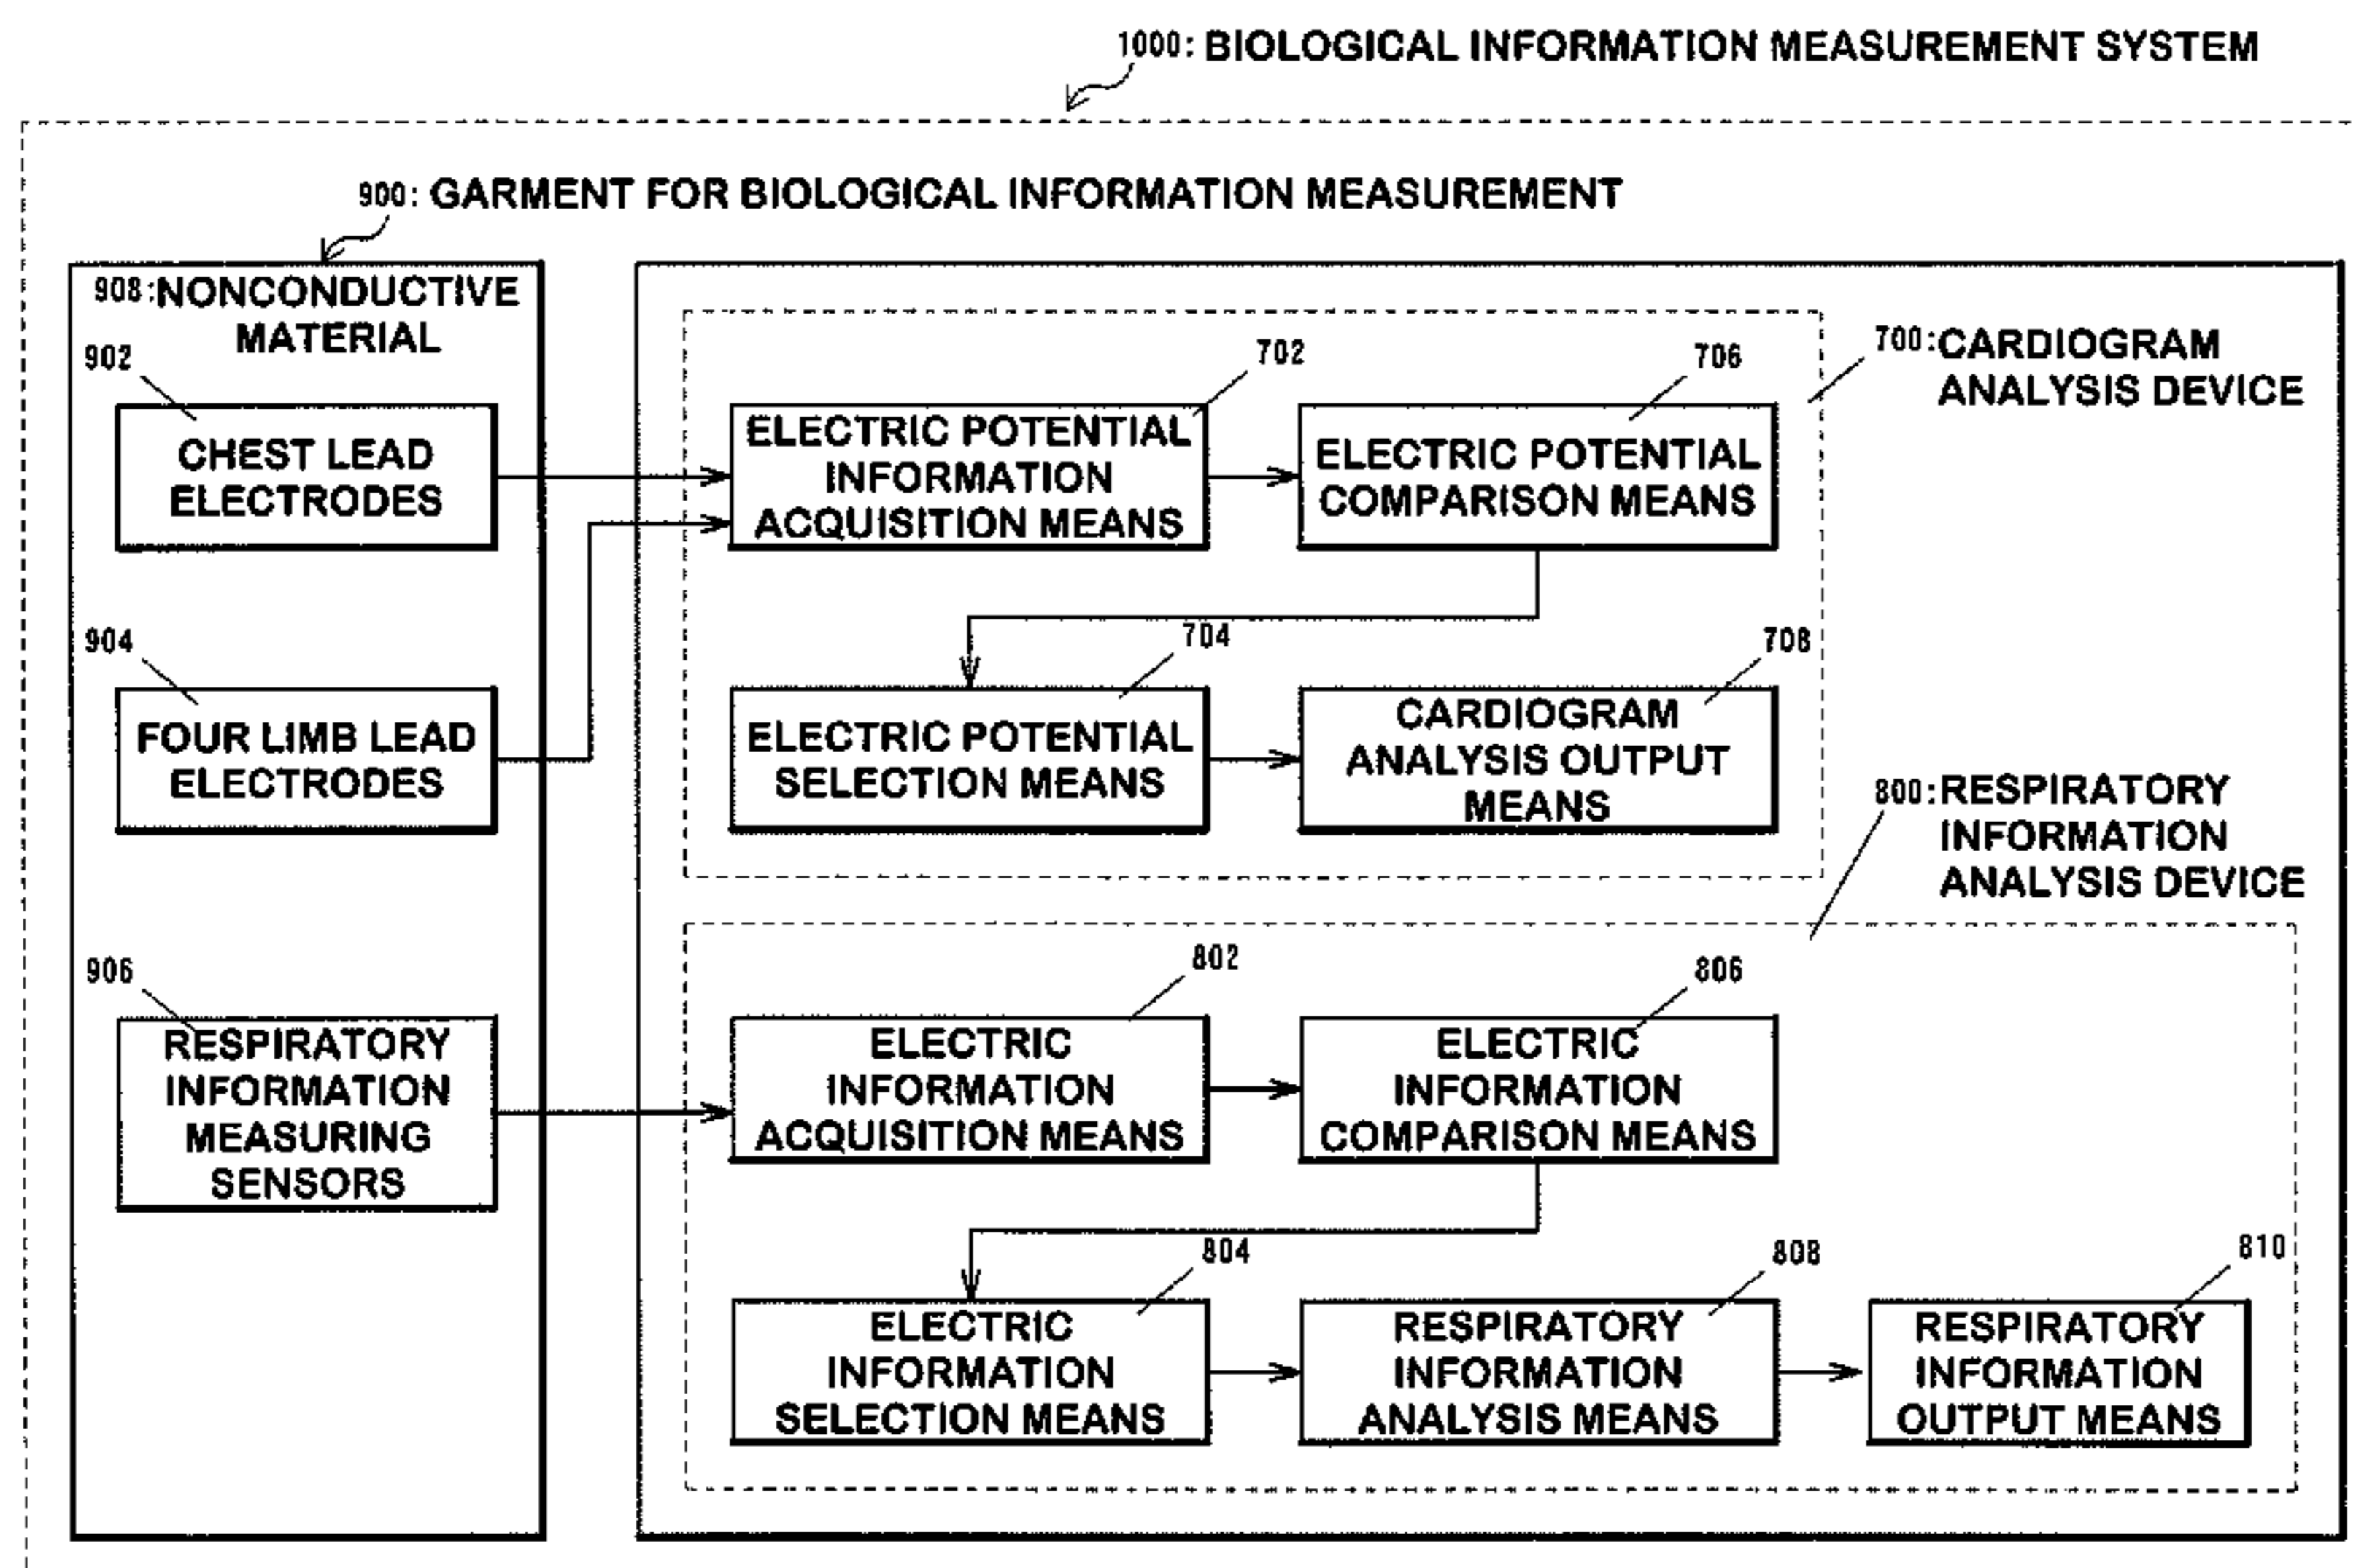 1000: BIOLOGICAL INFORMATION MEASUREMENT SYSTEM
900: GARMENT FOR BIOLOGICAL INFORMATION MEASUREMENT
908:NONCONDUCTIVE
MATERIAL
902
CHEST LEAD
ELECTRODES
904
FOUR LIMB LEAD
ELECTRODES
906
RESPIRATORY
INFORMATION
MEASURING
SENSORS
700:CARDIOGRAM
ANALYSIS DEVICE
702
ELECTRIC POTENTIAL
INFORMATION
ACQUISITION MEANS
706
ELECTRIC POTENTIAL
COMPARISON MEANS
704
ELECTRIC POTENTIAL
SELECTION MEANS
708
CARDIOGRAM
ANALYSIS OUTPUT
MEANS
800:RESPIRATORY
INFORMATION
ANALYSIS DEVICE
802
ELECTRIC
INFORMATION
ACQUISITION MEANS
806
ELECTRIC
INFORMATION
COMPARISON MEANS
804
ELECTRIC
INFORMATION
SELECTION MEANS
808
RESPIRATORY
INFORMATION
ANALYSIS MEANS
810
RESPIRATORY
INFORMATION
OUTPUT MEANS